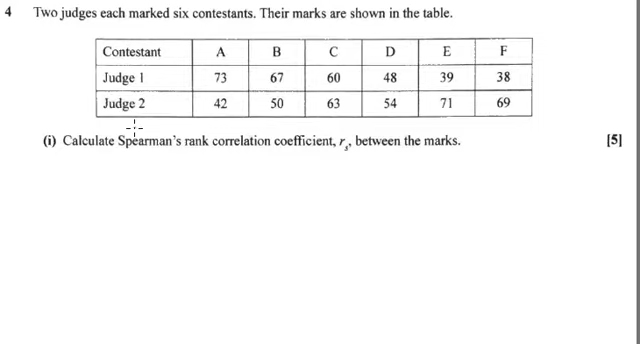 4 Two judges each marked six contestants. Their marks are shown in the table.
Contestant A B C D E F
Judge 1 73 67 60 48 39 38
Judge 2 42 50 63 54 71 69
(i) Calculate Spearman's rank correlation coefficient, rₛ, between the marks. [5]